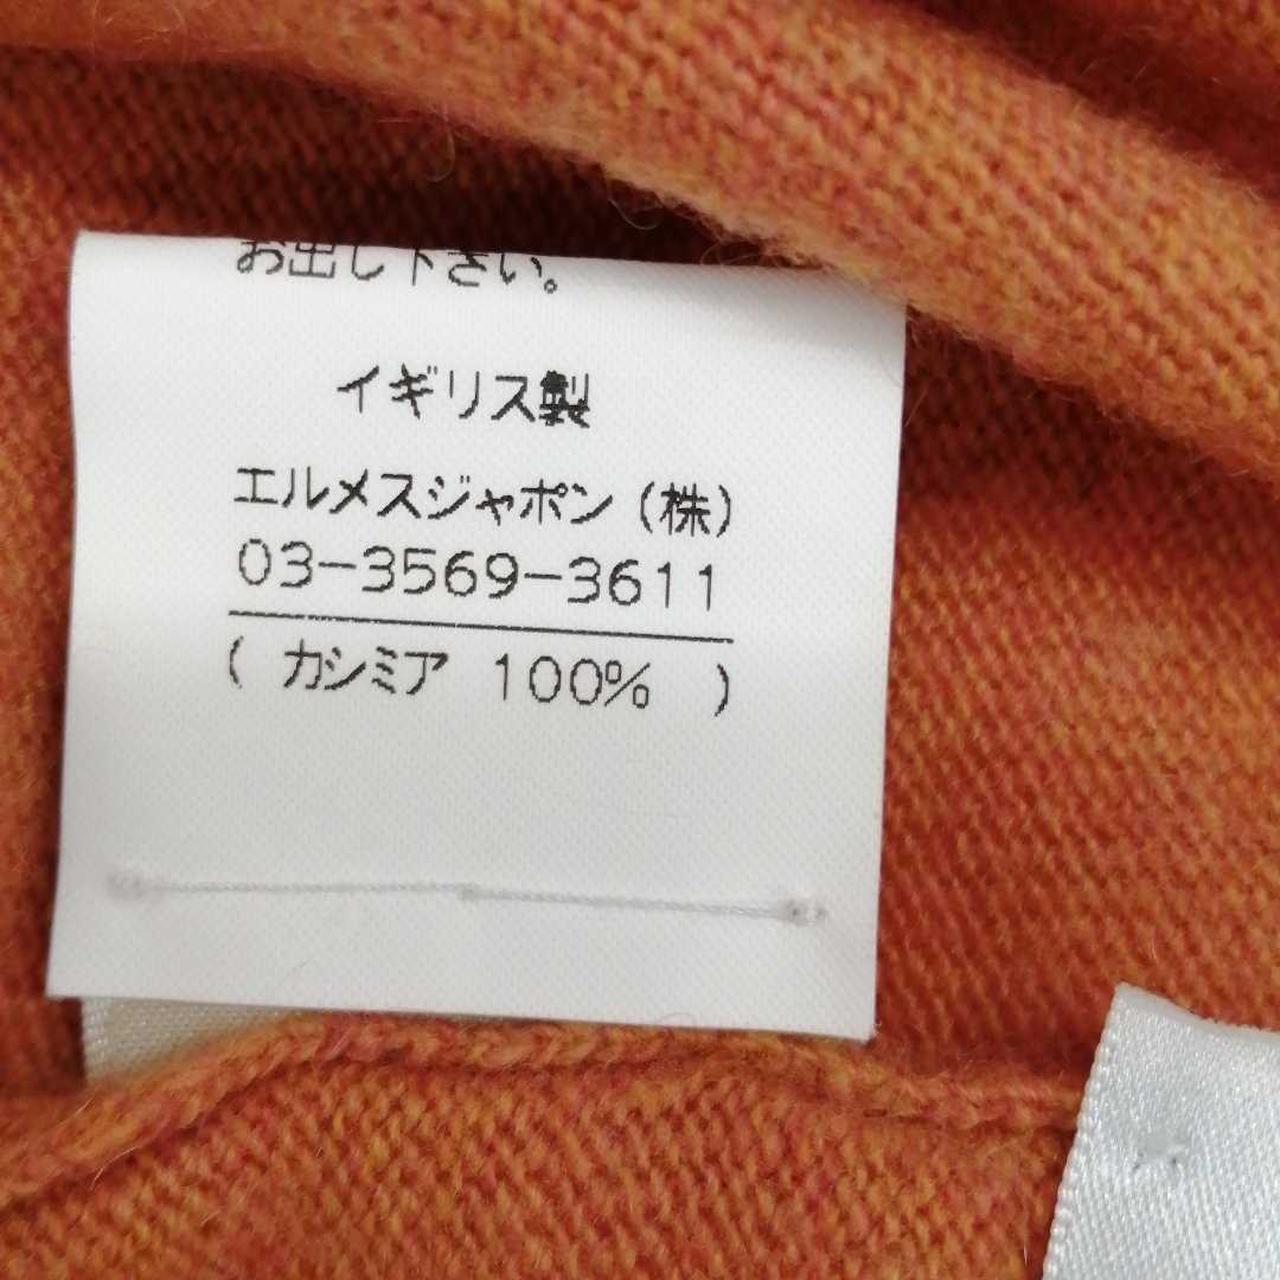 お出し下さい。
イギリス製
エルメスジャポン(株)
03-3569-3611
( カシミア 100% )